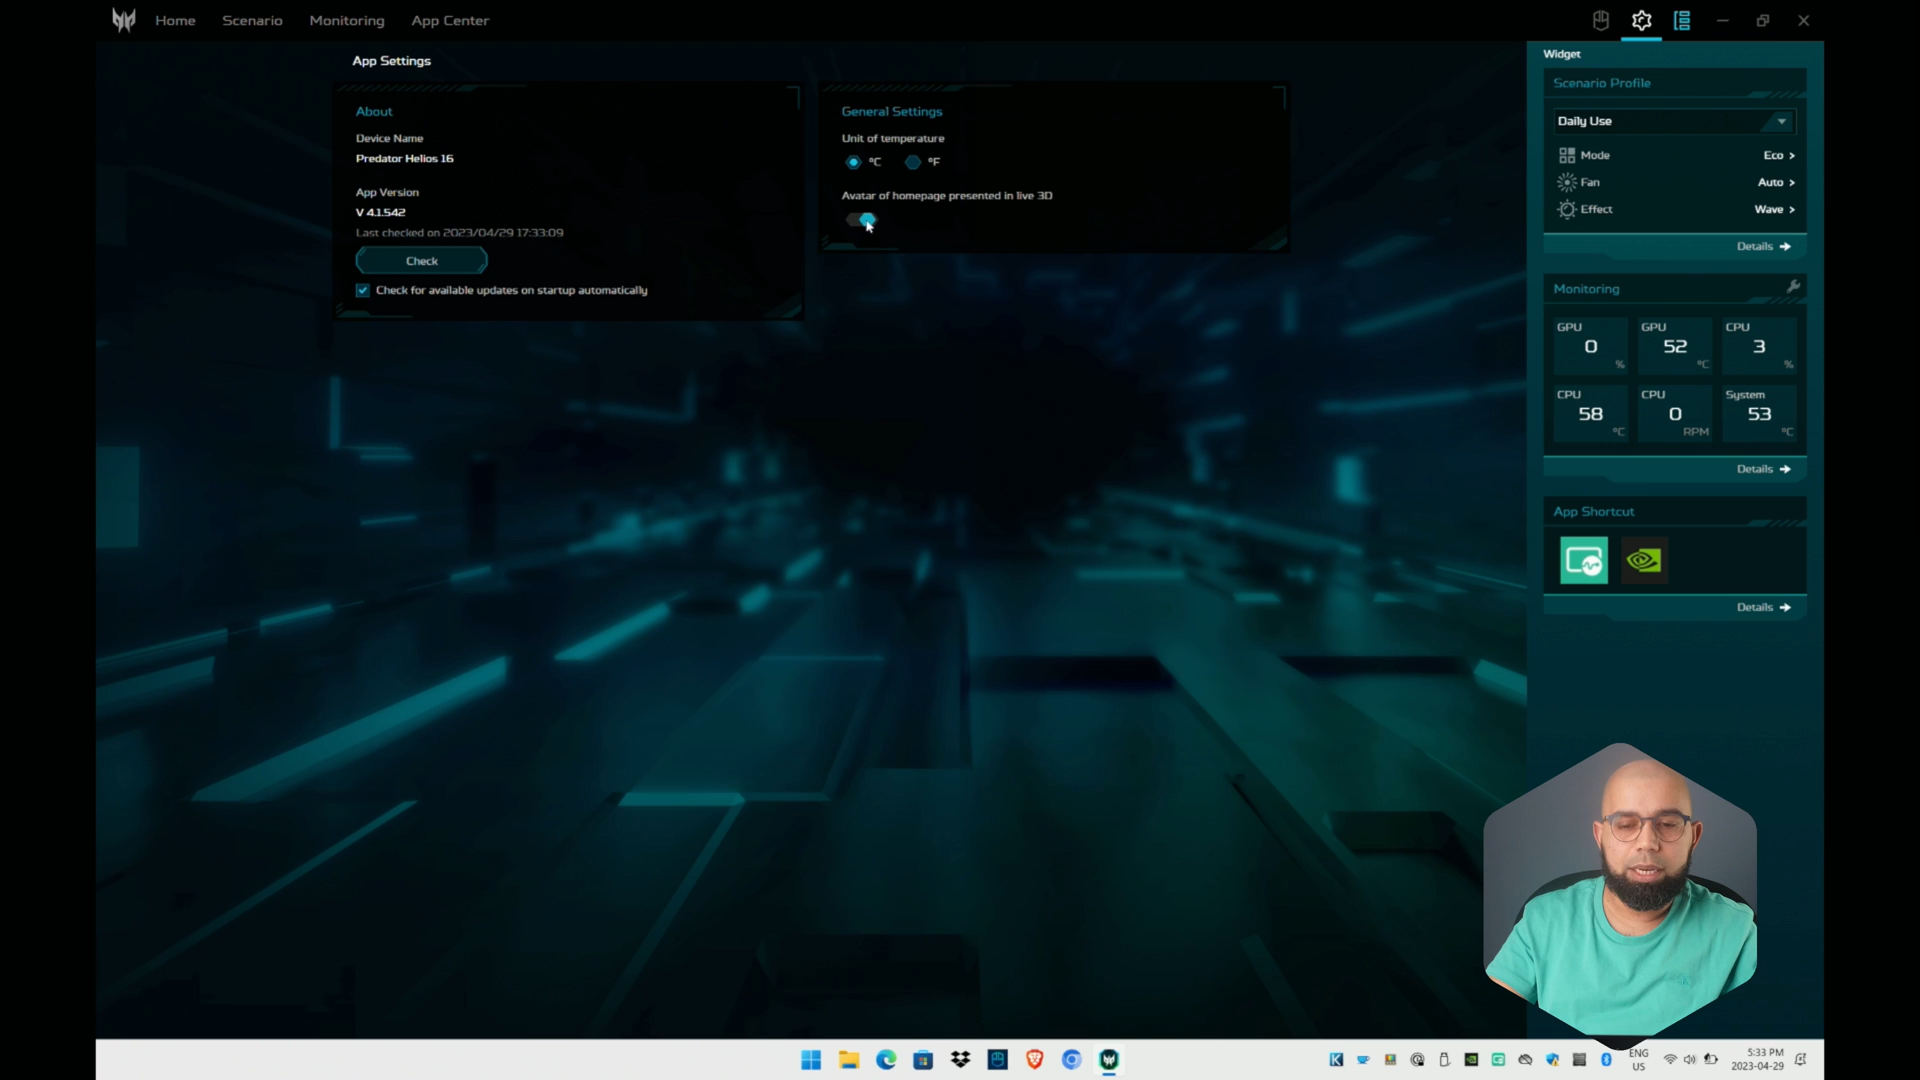 Home
Scenario
Monitoring
App Center
App Settings
About
Device Name
Predator Helios 16
App Version
V 4.1.542
Last checked on 2023/04/29 17:33:09
Check
Check for available updates on startup automatically
General Settings
Unit of temperature
°C
°F
Avatar of homepage presented in live 3D
Widget
Scenario Profile
Daily Use
Mode
Eco >
Fan
Auto >
Effect
Wave >
Details
Monitoring
GPU
0
%
GPU
52
°C
CPU
3
%
CPU
58
°C
CPU
0
RPM
System
53
°C
Details
App Shortcut
Details
ENG
US
5:33 PM
2023-04-29